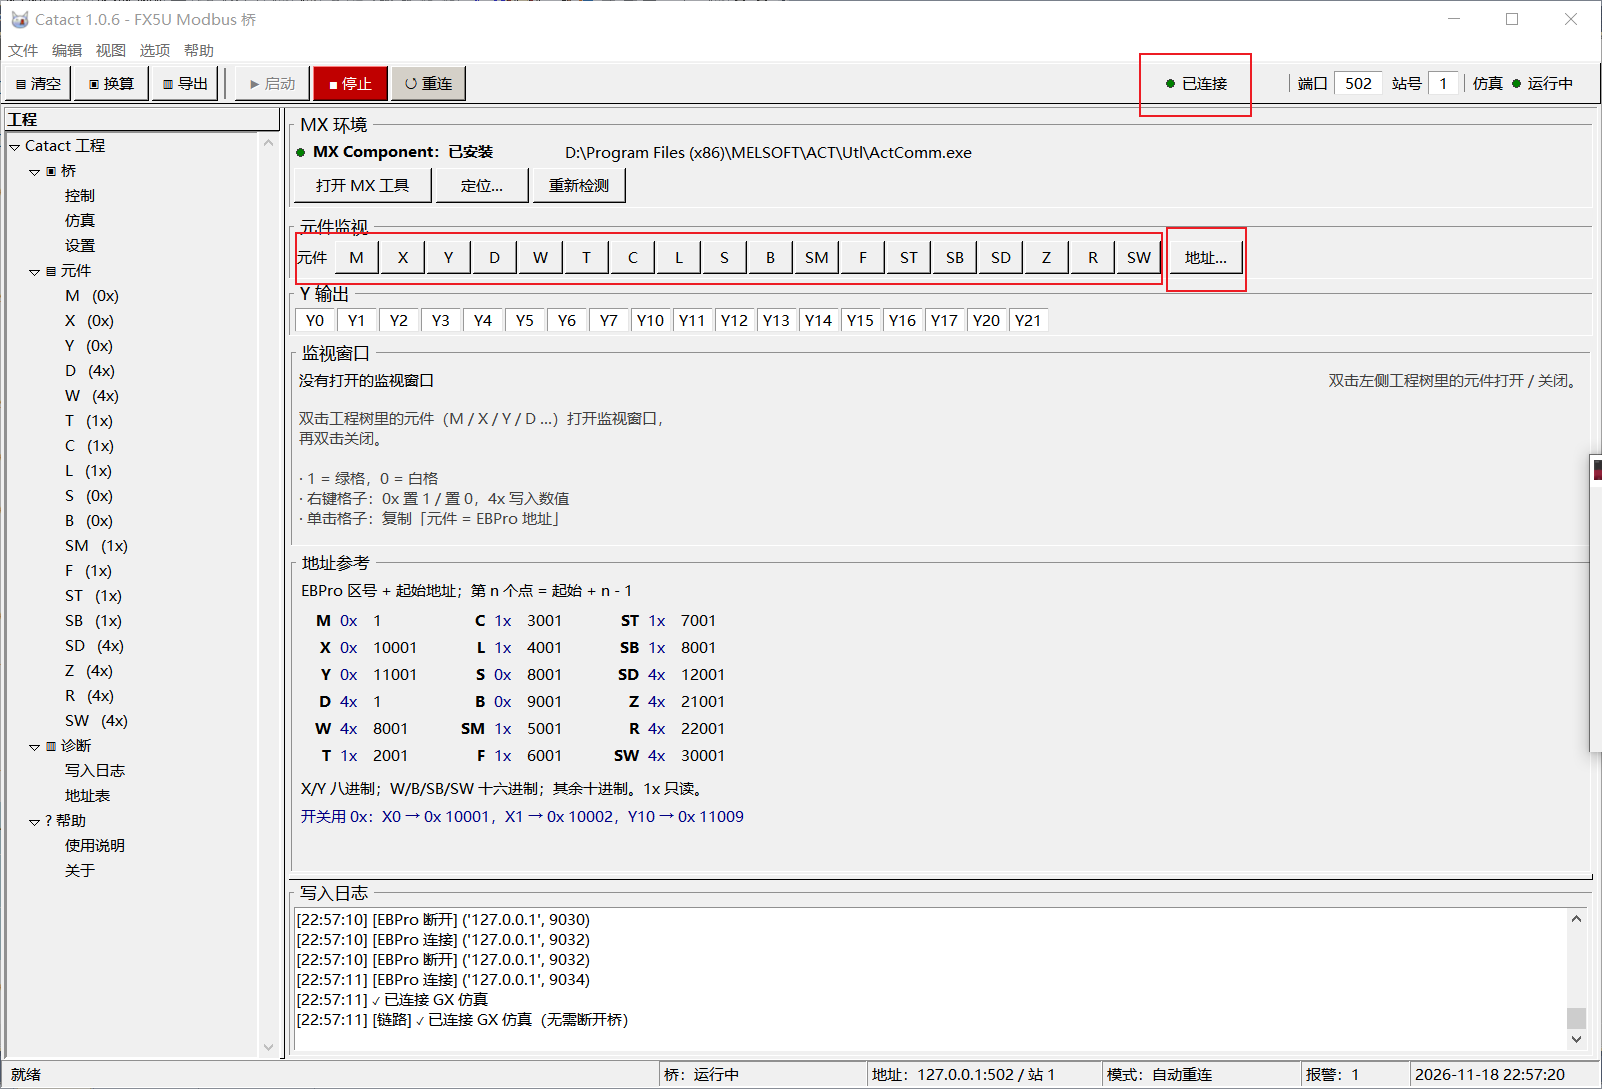 Catact 1.0.6 - FX5U Modbus 桥
文件 编辑 视图 选项 帮助
清空 换算 导出 启动 停止 重连 已连接 端口 502 站号 1 仿真 运行中
工程
Catact 工程
桥
控制
仿真
设置
元件
M (0x)
X (0x)
Y (0x)
D (4x)
W (4x)
T (1x)
C (1x)
L (1x)
S (0x)
B (0x)
SM (1x)
F (1x)
ST (1x)
SB (1x)
SD (4x)
Z (4x)
R (4x)
SW (4x)
诊断
写入日志
地址表
? 帮助
使用说明
关于
MX 环境
MX Component：已安装 D:\Program Files (x86)\MELSOFT\ACT\Utl\ActComm.exe
打开 MX 工具 定位... 重新检测
元件监视
元件 M X Y D W T C L S B SM F ST SB SD Z R SW 地址...
Y 输出
Y0 Y1 Y2 Y3 Y4 Y5 Y6 Y7 Y10 Y11 Y12 Y13 Y14 Y15 Y16 Y17 Y20 Y21
监视窗口
没有打开的监视窗口 双击左侧工程树里的元件打开 / 关闭。
双击工程树里的元件（M / X / Y / D ...）打开监视窗口，
再双击关闭。
· 1 = 绿格，0 = 白格
· 右键格子：0x 置 1 / 置 0，4x 写入数值
· 单击格子：复制「元件 = EBPro 地址」
地址参考
EBPro 区号 + 起始地址；第 n 个点 = 起始 + n - 1
M 0x 1 C 1x 3001 ST 1x 7001
X 0x 10001 L 1x 4001 SB 1x 8001
Y 0x 11001 S 0x 8001 SD 4x 12001
D 4x 1 B 0x 9001 Z 4x 21001
W 4x 8001 SM 1x 5001 R 4x 22001
T 1x 2001 F 1x 6001 SW 4x 30001
X/Y 八进制；W/B/SB/SW 十六进制；其余十进制。1x 只读。
开关用 0x：X0 → 0x 10001，X1 → 0x 10002，Y10 → 0x 11009
写入日志
[22:57:10] [EBPro 断开] ('127.0.0.1', 9030)
[22:57:10] [EBPro 连接] ('127.0.0.1', 9032)
[22:57:10] [EBPro 断开] ('127.0.0.1', 9032)
[22:57:11] [EBPro 连接] ('127.0.0.1', 9034)
[22:57:11] ✓ 已连接 GX 仿真
[22:57:11] [链路] ✓ 已连接 GX 仿真（无需断开桥）
就绪 桥：运行中 地址：127.0.0.1:502 / 站 1 模式：自动重连 报警：1 2026-11-18 22:57:20